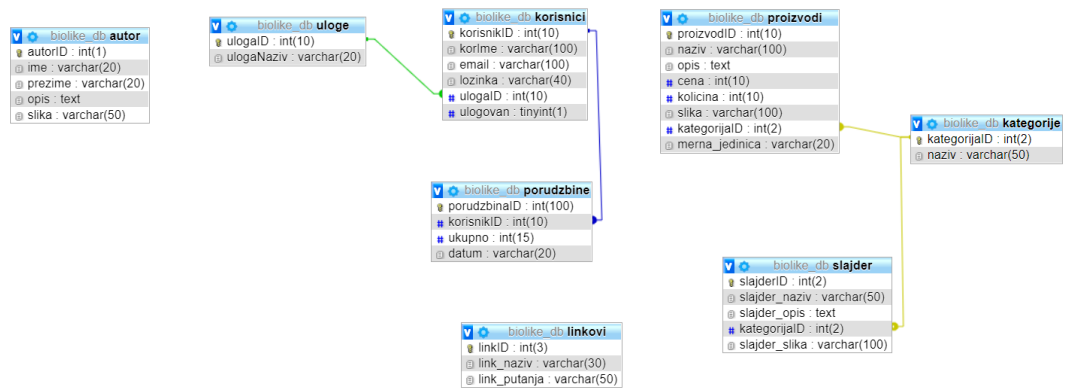 biolike_db autor
autorID : int(1)
ime : varchar(20)
prezime : varchar(20)
opis : text
slika : varchar(50)
biolike_db uloge
ulogaID : int(10)
ulogaNaziv : varchar(20)
biolike_db korisnici
korisnikID : int(10)
korIme : varchar(100)
email : varchar(100)
lozinka : varchar(40)
ulogaID : int(10)
ulogovan : tinyint(1)
biolike_db proizvodi
proizvodID : int(10)
naziv : varchar(100)
opis : text
cena : int(10)
kolicina : int(10)
slika : varchar(100)
kategorijaID : int(2)
merna_jedinica : varchar(20)
biolike_db kategorije
kategorijaID : int(2)
naziv : varchar(50)
biolike_db porudzbine
porudzbinaID : int(100)
korisnikID : int(10)
ukupno : int(15)
datum : varchar(20)
biolike_db slajder
slajderID : int(2)
slajder_naziv : varchar(50)
slajder_opis : text
kategorijaID : int(2)
slajder_slika : varchar(100)
biolike_db linkovi
linkID : int(3)
link_naziv : varchar(30)
link_putanja : varchar(50)